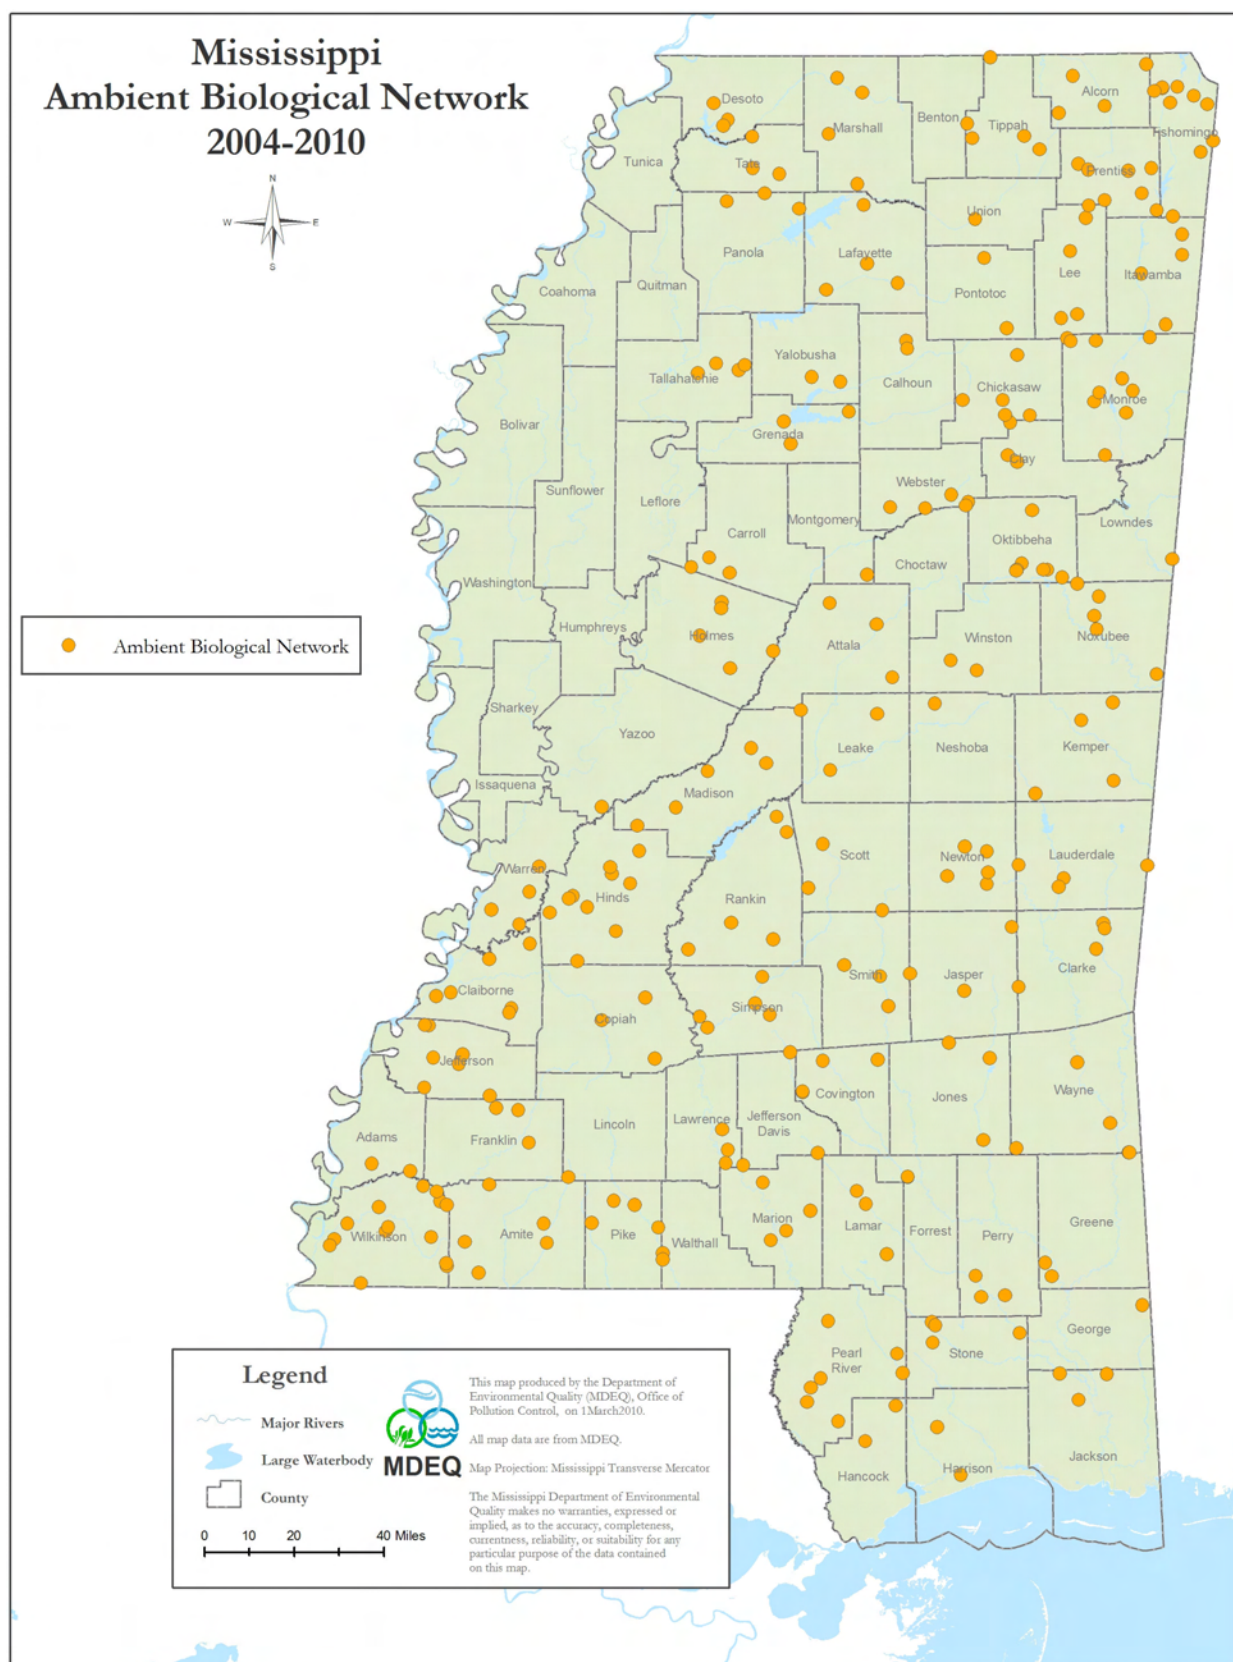 Mississippi
Ambient Biological Network
2004-2010
N
W
E
S
Desoto
Marshall
Benton
Tippah
Alcorn
Tishomingo
Tunica
Tate
Prentiss
Union
Panola
Lafayette
Lee
Itawamba
Coahoma
Quitman
Pontotoc
Yalobusha
Tallahatchie
Calhoun
Chickasaw
Monroe
Bolivar
Grenada
Clay
Sunflower
Leflore
Webster
Carroll
Montgomery
Lowndes
Oktibbeha
Choctaw
Washington
Humphreys
Holmes
Attala
Winston
Noxubee
Ambient Biological Network
Sharkey
Yazoo
Leake
Neshoba
Kemper
Issaquena
Madison
Warren
Scott
Newton
Lauderdale
Hinds
Rankin
Claiborne
Smith
Jasper
Clarke
Copiah
Simpson
Jefferson
Covington
Jones
Wayne
Lincoln
Lawrence
Jefferson
Davis
Adams
Franklin
Wilkinson
Amite
Pike
Walthall
Marion
Lamar
Forrest
Perry
Greene
George
Pearl
River
Stone
Hancock
Harrison
Jackson
Legend
Major Rivers
Large Waterbody
County
0 10 20 40 Miles
MDEQ
This map produced by the Department of
Environmental Quality (MDEQ), Office of
Pollution Control, on 1March2010.
All map data are from MDEQ.
Map Projection: Mississippi Transverse Mercator
The Mississippi Department of Environmental
Quality makes no warranties, expressed or
implied, as to the accuracy, completeness,
currentness, reliability, or suitability for any
particular purpose of the data contained
on this map.